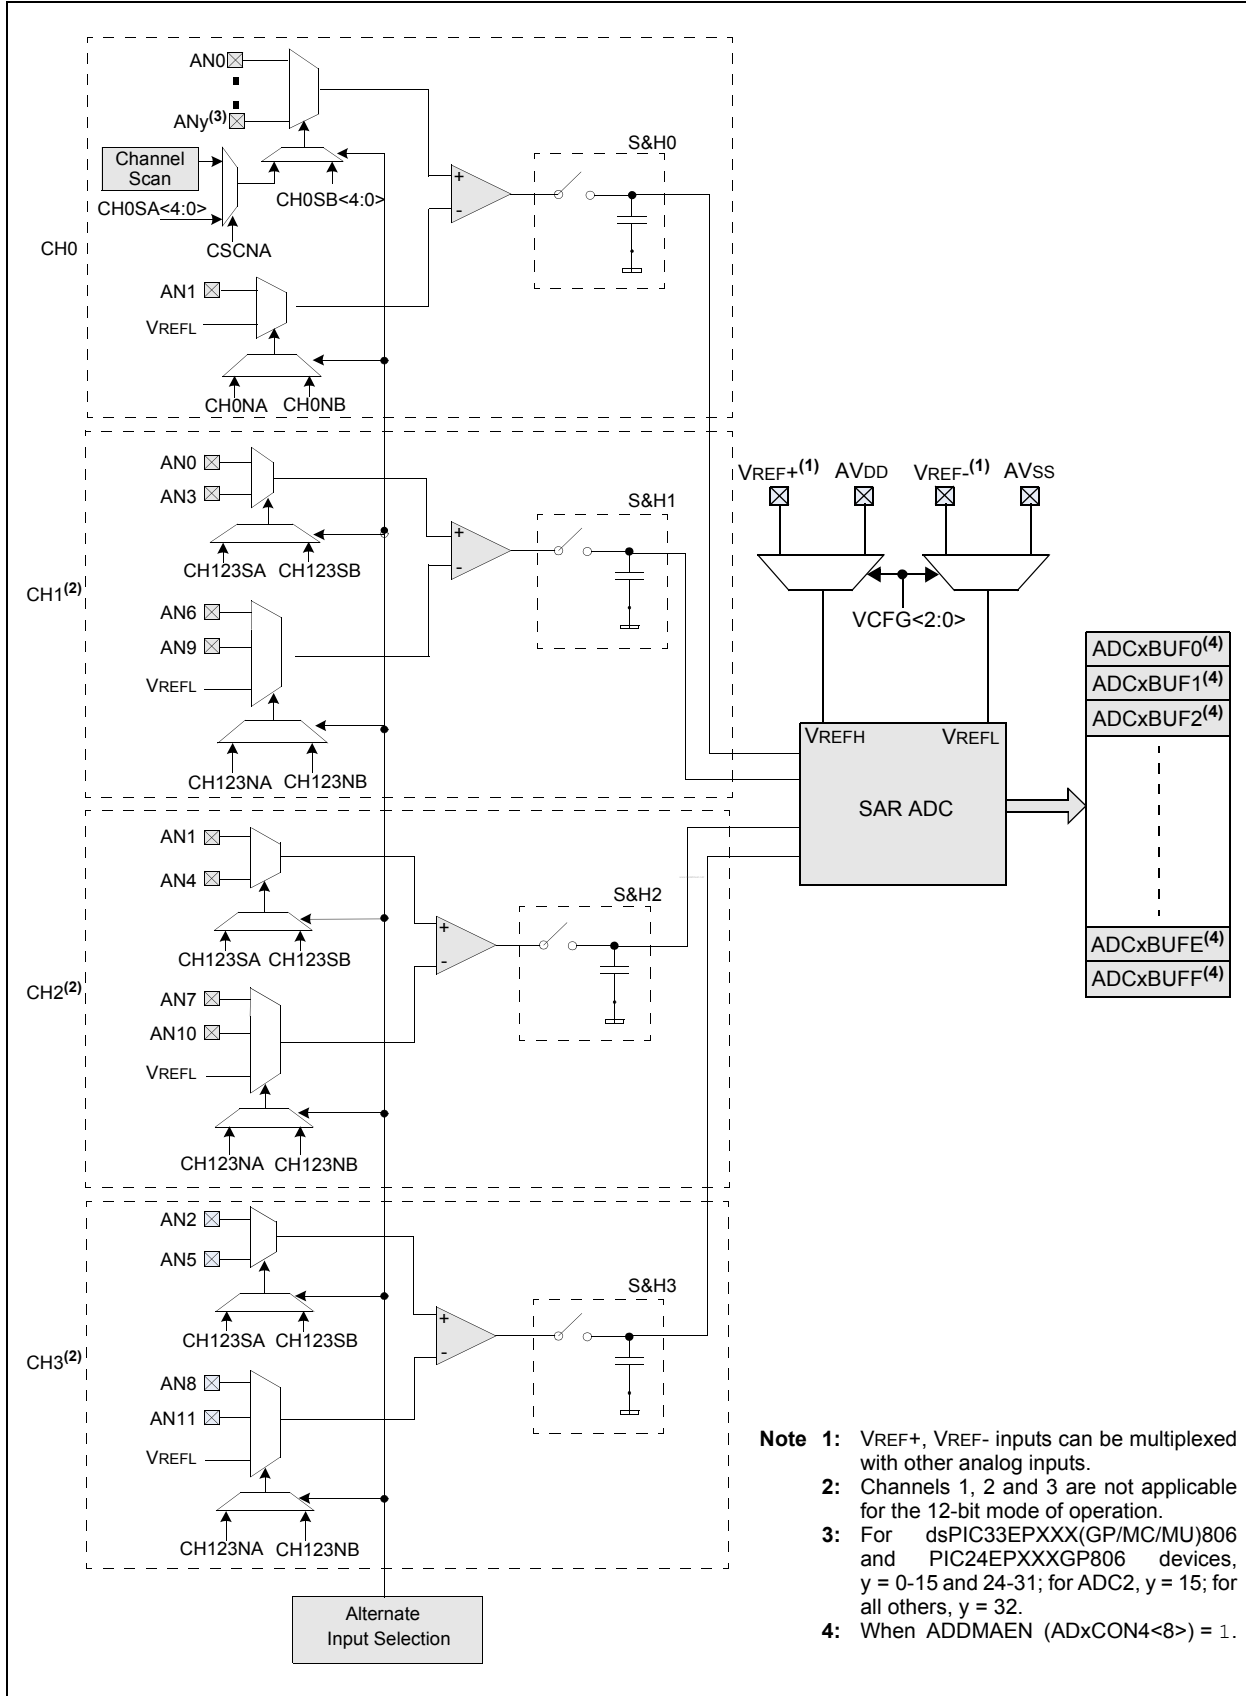 AN0
ANy(3)
Channel
Scan
CH0SA<4:0>
CSCNA
CH0SB<4:0>
S&H0
+
-
CH0
AN1
VREFL
CH0NA
CH0NB
AN0
AN3
CH123SA
CH123SB
S&H1
+
-
CH1(2)
AN6
AN9
VREFL
CH123NA
CH123NB
VREF+(1)
AVDD
VREF-(1)
AVSS
VCFG<2:0>
VREFH
VREFL
SAR ADC
ADCxBUF0(4)
ADCxBUF1(4)
ADCxBUF2(4)
ADCxBUFE(4)
ADCxBUFF(4)
AN1
AN4
CH123SA
CH123SB
S&H2
+
-
CH2(2)
AN7
AN10
VREFL
CH123NA
CH123NB
AN2
AN5
CH123SA
CH123SB
S&H3
+
-
CH3(2)
AN8
AN11
VREFL
CH123NA
CH123NB
Alternate
Input Selection
Note 1: VREF+, VREF- inputs can be multiplexed
with other analog inputs.
2: Channels 1, 2 and 3 are not applicable
for the 12-bit mode of operation.
3: For dsPIC33EPXXX(GP/MC/MU)806
and PIC24EPXXXGP806 devices,
y = 0-15 and 24-31; for ADC2, y = 15; for
all others, y = 32.
4: When ADDMAEN (ADxCON4<8>) = 1.